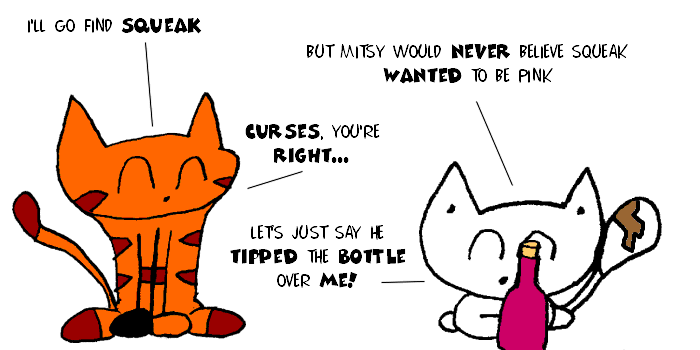 I'LL GO FIND SQUEAK
BUT MITSY WOULD NEVER BELIEVE SQUEAK
WANTED TO BE PINK
CURSES, YOU'RE
RIGHT...
LET'S JUST SAY HE
TIPPED THE BOTTLE
OVER ME!